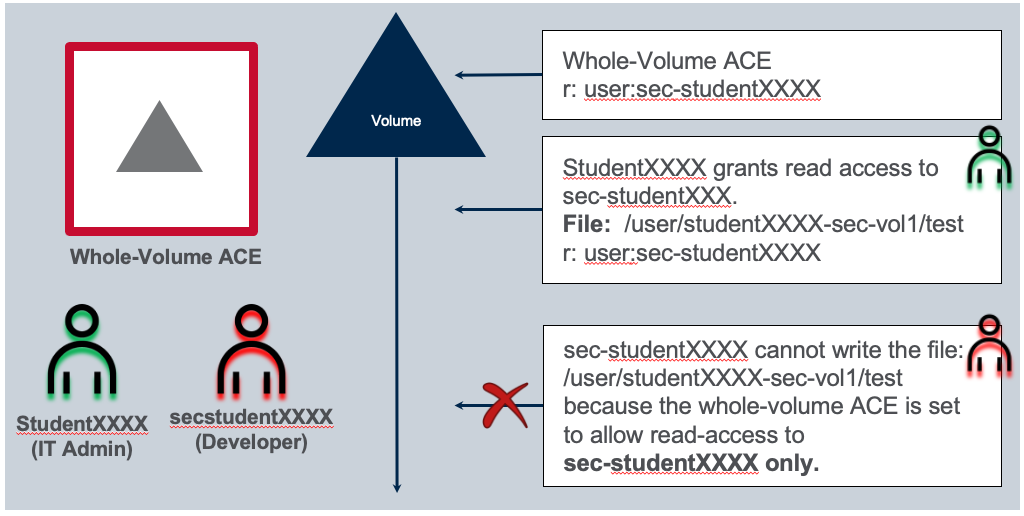 Volume
Whole-Volume ACE
r: user:sec-studentXXXX
StudentXXXX grants read access to
sec-studentXXX.
File:  /user/studentXXXX-sec-vol1/test
r: user:sec-studentXXXX
Whole-Volume ACE
StudentXXXX
(IT Admin)
secstudentXXXX
(Developer)
sec-studentXXXX cannot write the file:
/user/studentXXXX-sec-vol1/test
because the whole-volume ACE is set
to allow read-access to
sec-studentXXXX only.